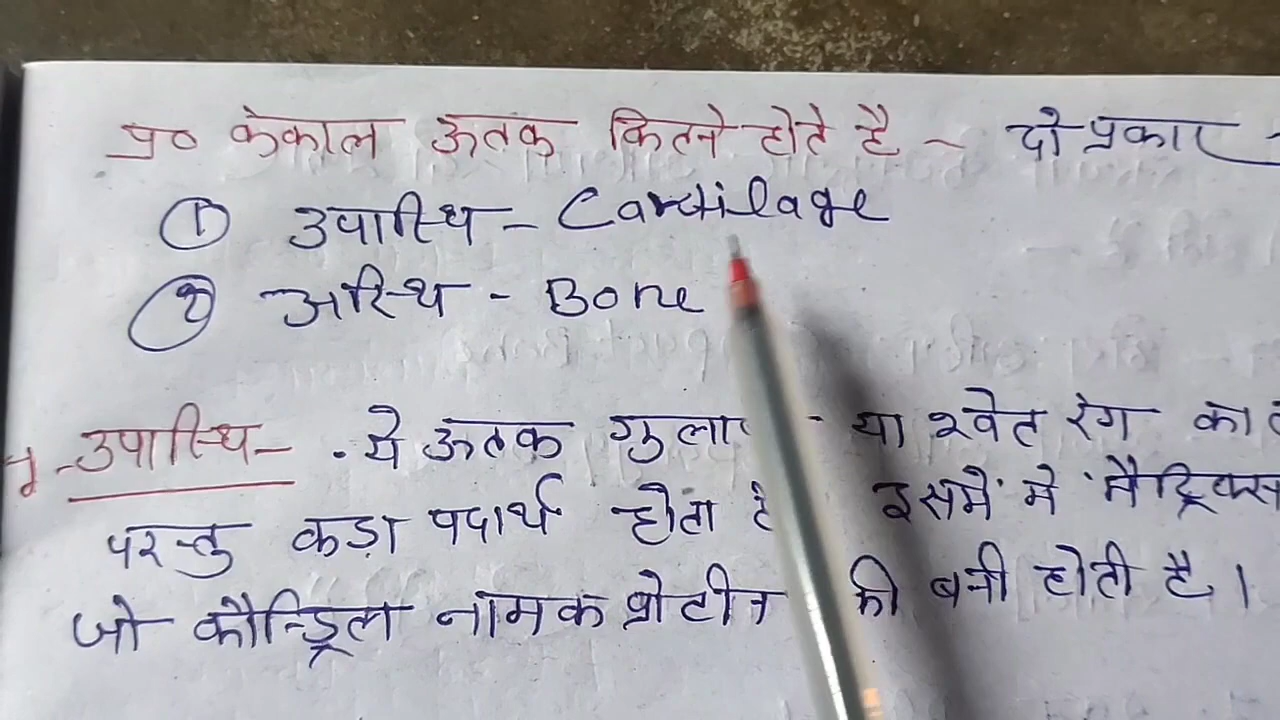 प्र० कंकाल ऊतक कितने होते है - दो प्रकार -
① उपास्थि - Cartilage
② अस्थि - Bone
उपास्थि - . ये ऊतक या श्वेत रंग का
परन्तु कड़ा पदार्थ होता इसमें मे मैट्रिक्स
जो कौन्ड्रिल नामक प्रोटीन की बनी होती है।